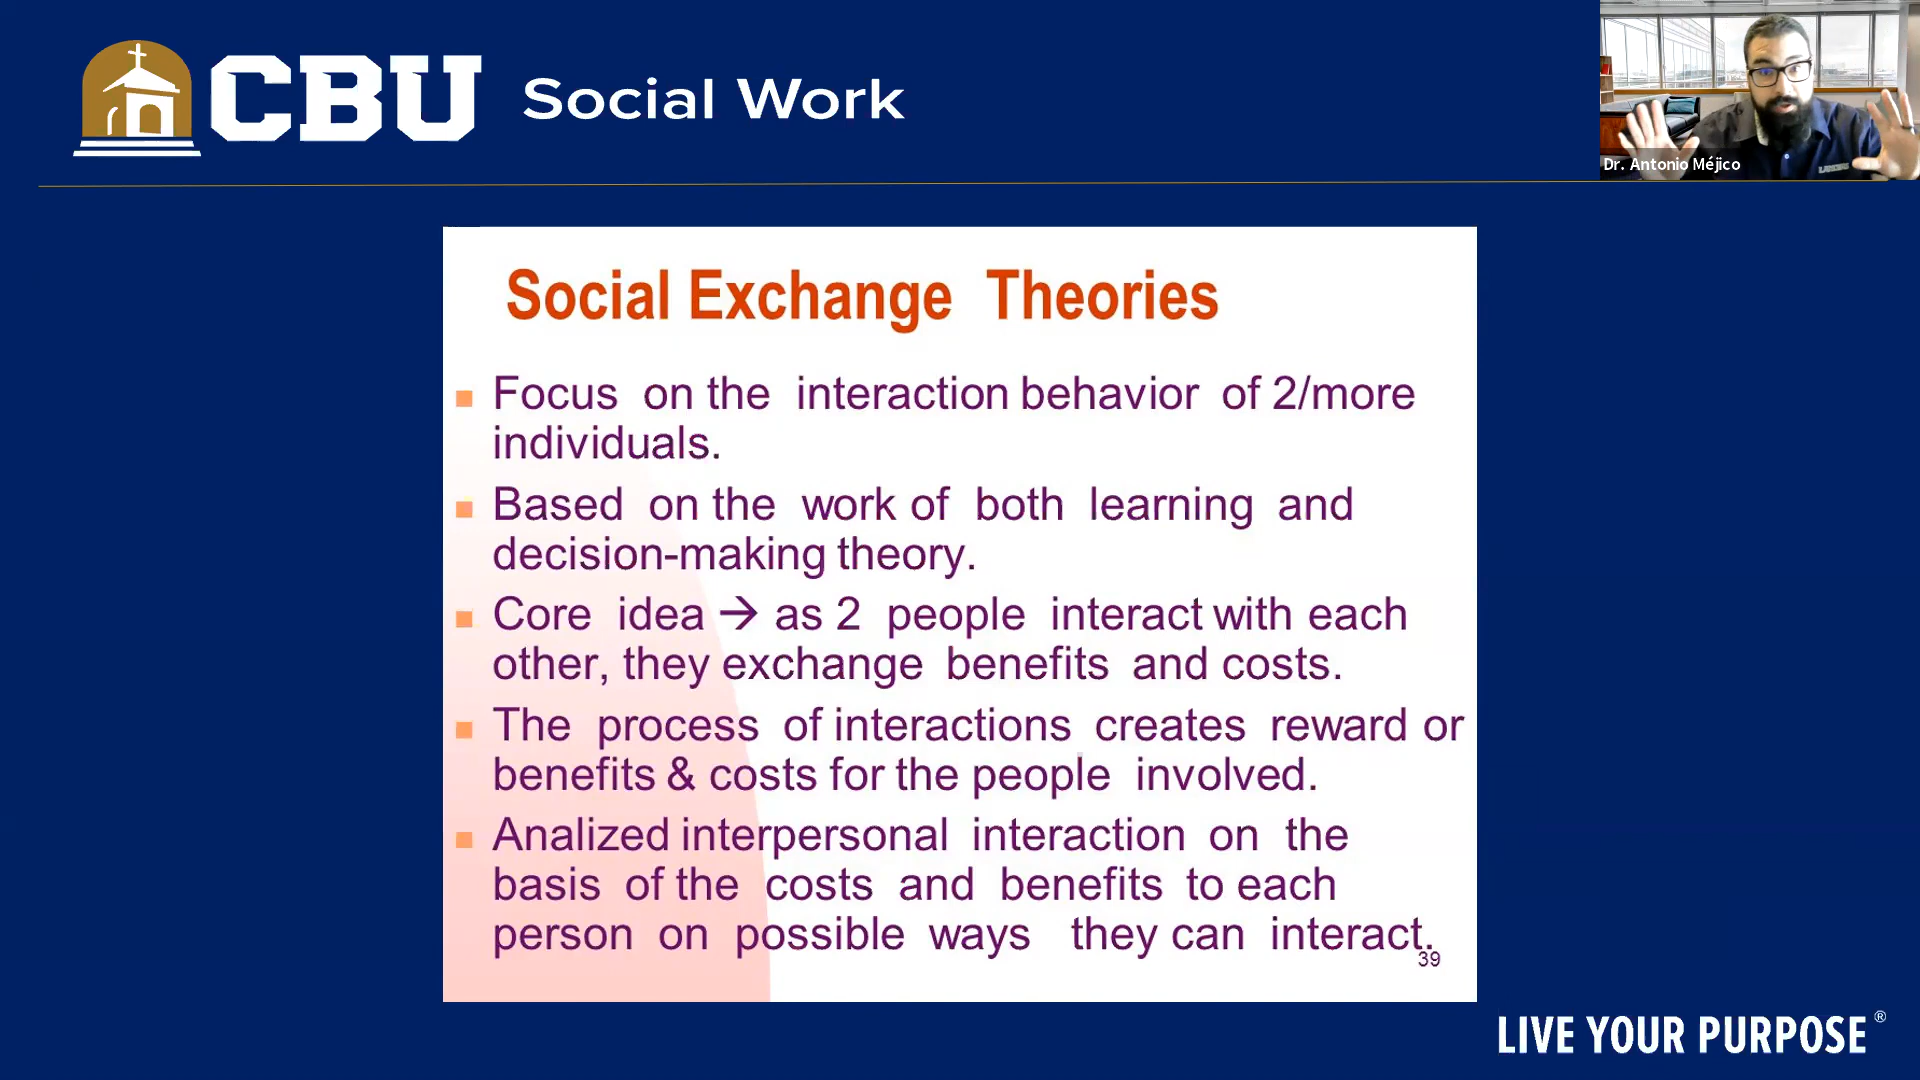 CBU Social Work
Dr. Antonio Méjico
Social Exchange Theories
Focus on the interaction behavior of 2/more
individuals.
Based on the work of both learning and
decision-making theory.
Core idea → as 2 people interact with each
other, they exchange benefits and costs.
The process of interactions creates reward or
benefits & costs for the people involved.
Analized interpersonal interaction on the
basis of the costs and benefits to each
person on possible ways they can interact.
39
LIVE YOUR PURPOSE®